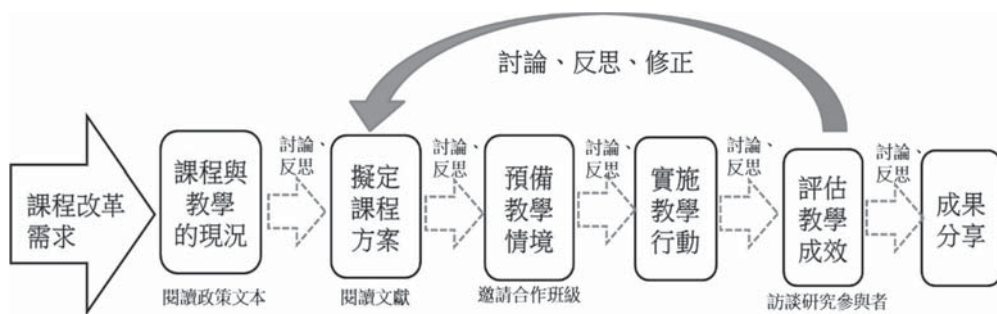 討論、反思、修正
課程改革
需求
課程與
教學
的現況
閱讀政策文本
討論、
反思
擬定
課程
方案
閱讀文獻
討論、
反思
預備
教學
情境
邀請合作班級
討論、
反思
實施
教學
行動
討論、
反思
評估
教學
成效
訪談研究參與者
討論、
反思
成果
分享